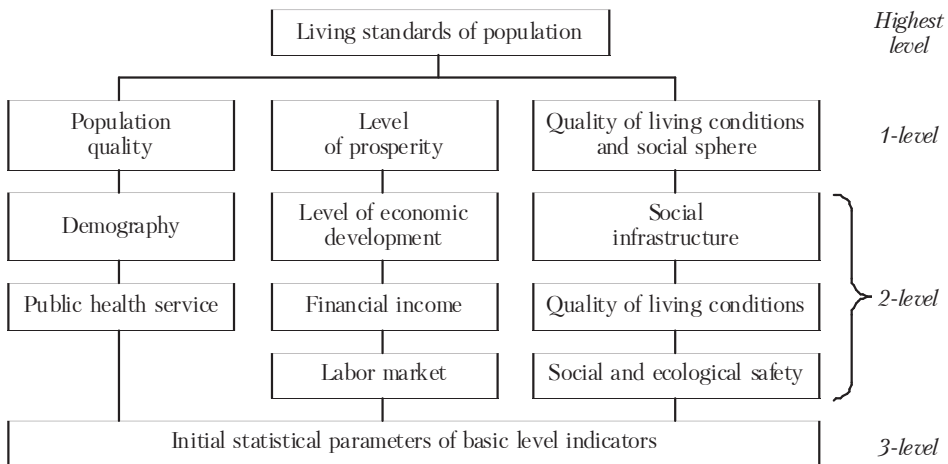 Living standards of population
Highest
level
Population
quality
Level
of prosperity
Quality of living conditions
and social sphere
1-level
Demography
Level of economic
development
Social
infrastructure
Public health service
Financial income
Quality of living conditions
2-level
Labor market
Social and ecological safety
Initial statistical parameters of basic level indicators
3-level